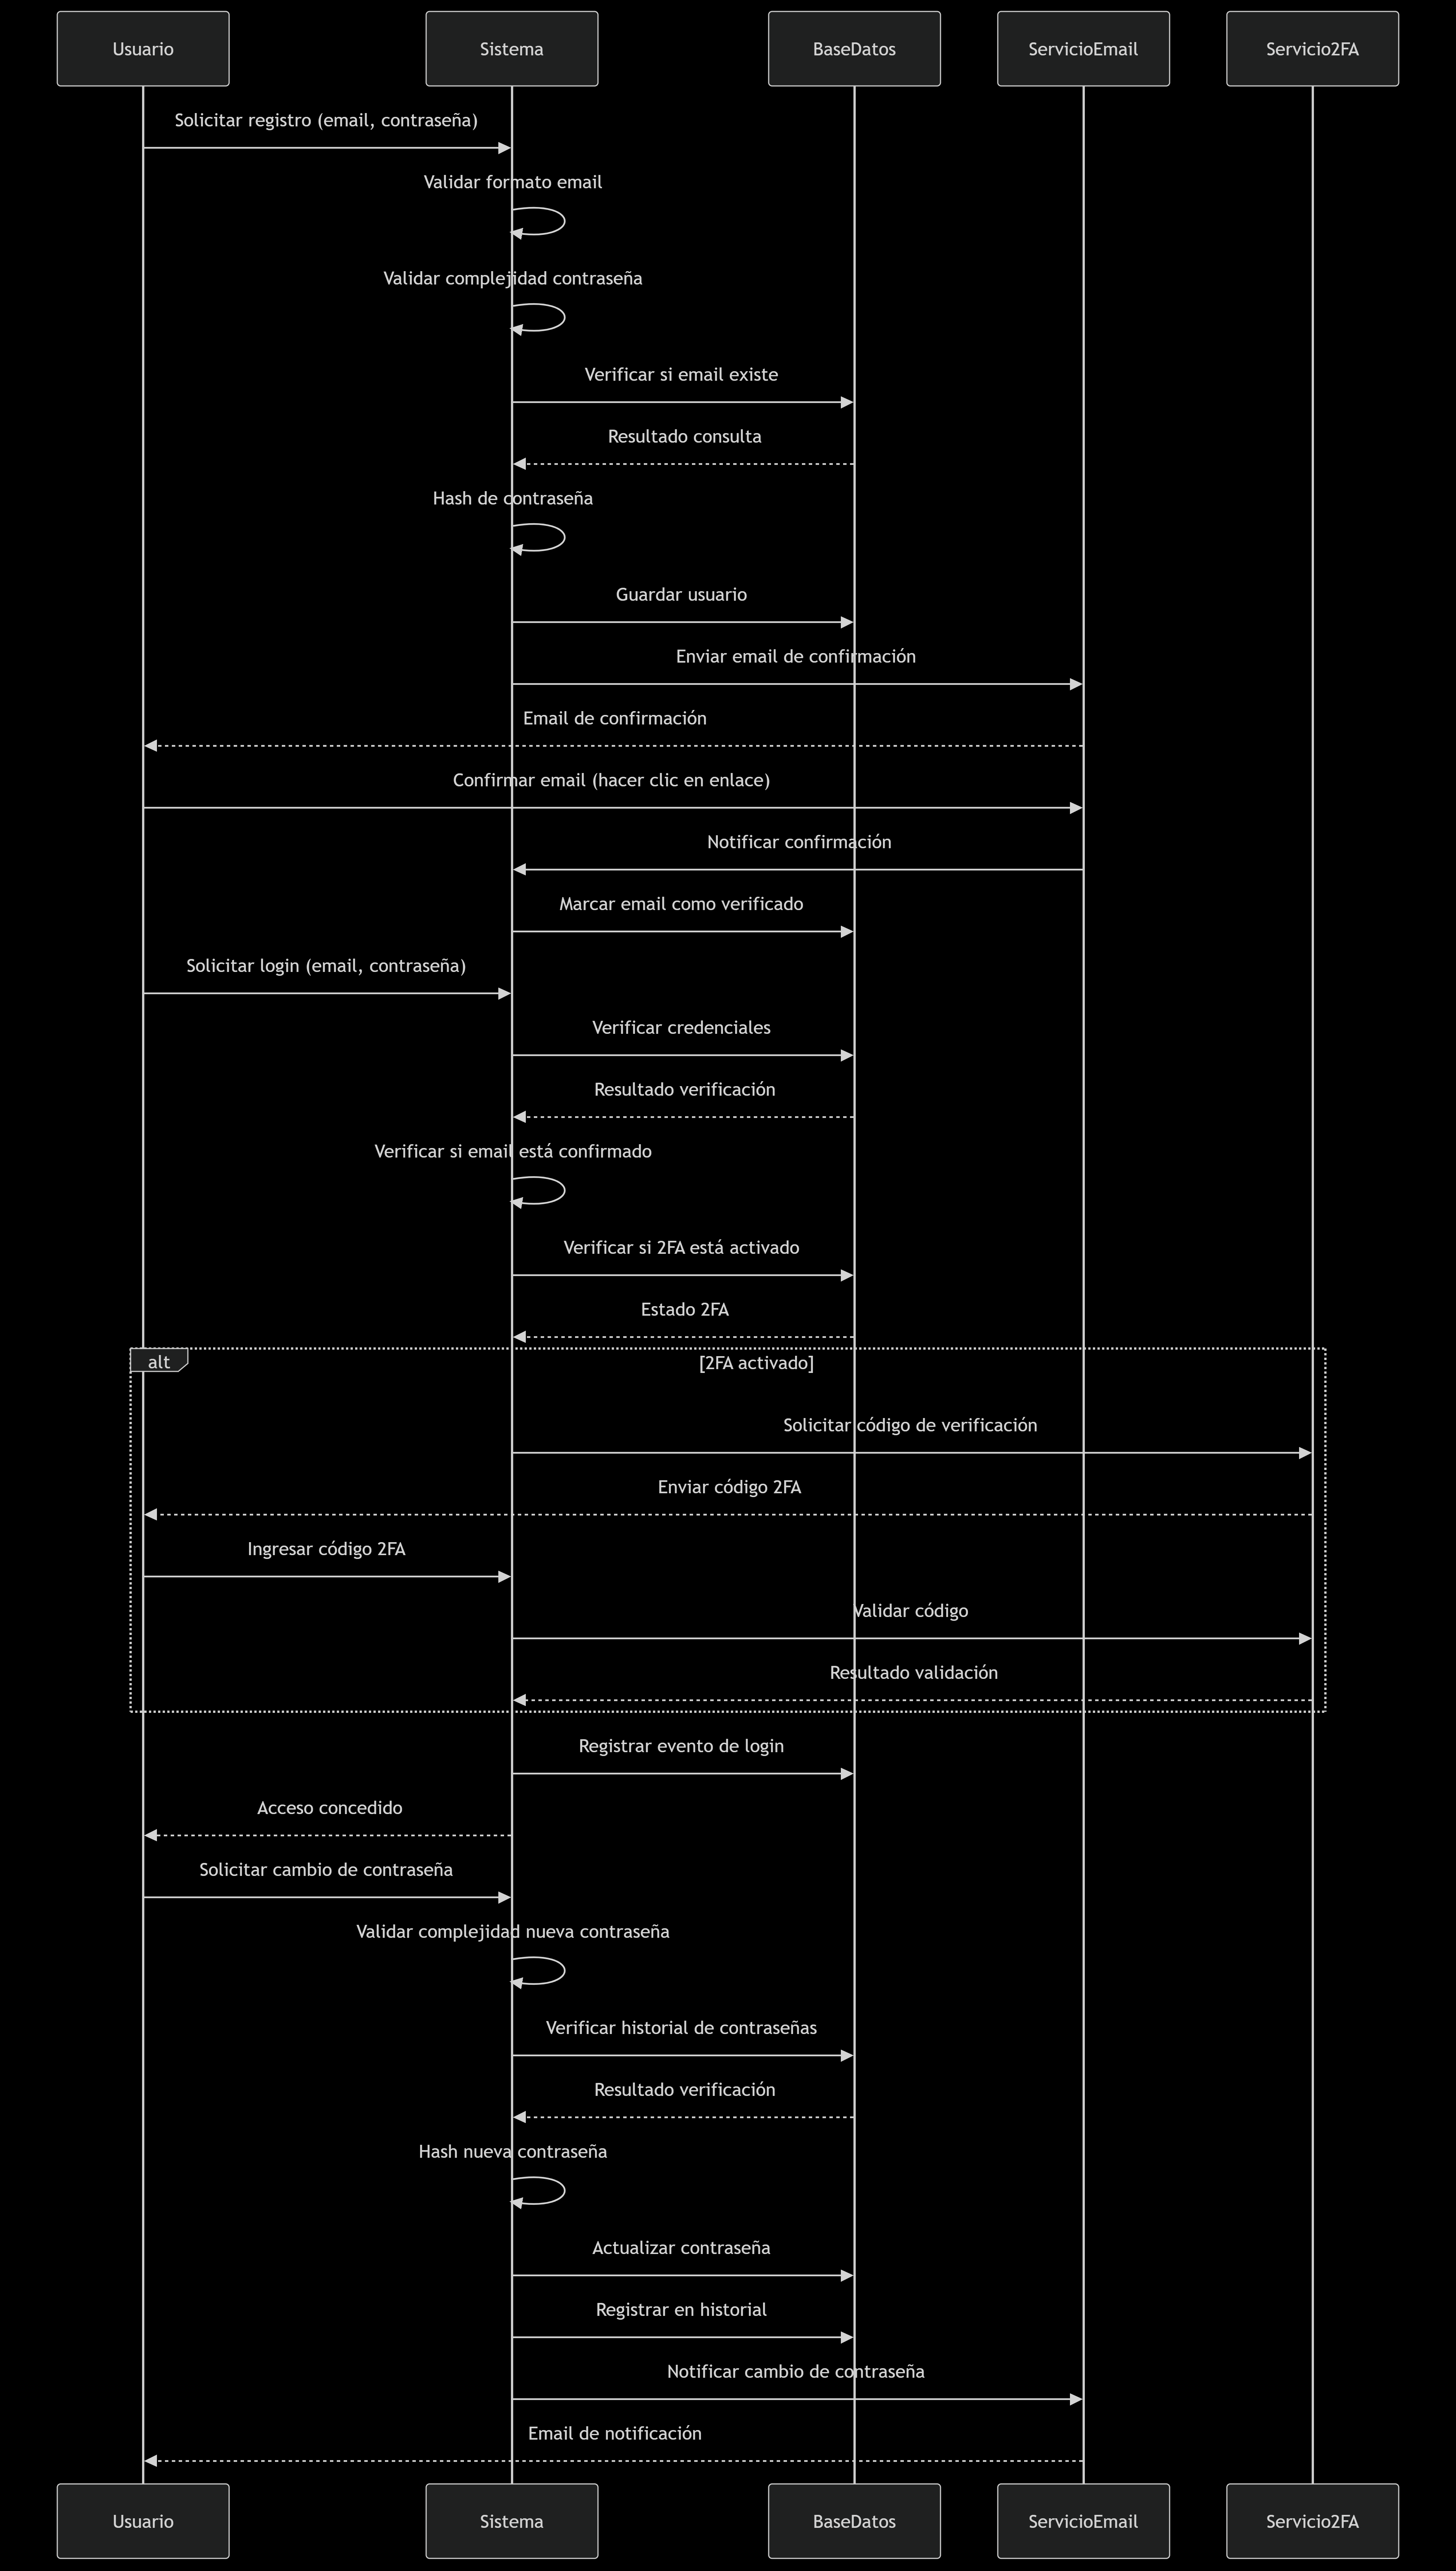 Usuario
Sistema
BaseDatos
ServicioEmail
Servicio2FA
Solicitar registro (email, contraseña)
Validar formato email
Validar complejidad contraseña
Verificar si email existe
Resultado consulta
Hash de contraseña
Guardar usuario
Enviar email de confirmación
Email de confirmación
Confirmar email (hacer clic en enlace)
Notificar confirmación
Marcar email como verificado
Solicitar login (email, contraseña)
Verificar credenciales
Resultado verificación
Verificar si email está confirmado
Verificar si 2FA está activado
Estado 2FA
alt
[2FA activado]
Solicitar código de verificación
Enviar código 2FA
Ingresar código 2FA
Validar código
Resultado validación
Registrar evento de login
Acceso concedido
Solicitar cambio de contraseña
Validar complejidad nueva contraseña
Verificar historial de contraseñas
Resultado verificación
Hash nueva contraseña
Actualizar contraseña
Registrar en historial
Notificar cambio de contraseña
Email de notificación
Usuario
Sistema
BaseDatos
ServicioEmail
Servicio2FA